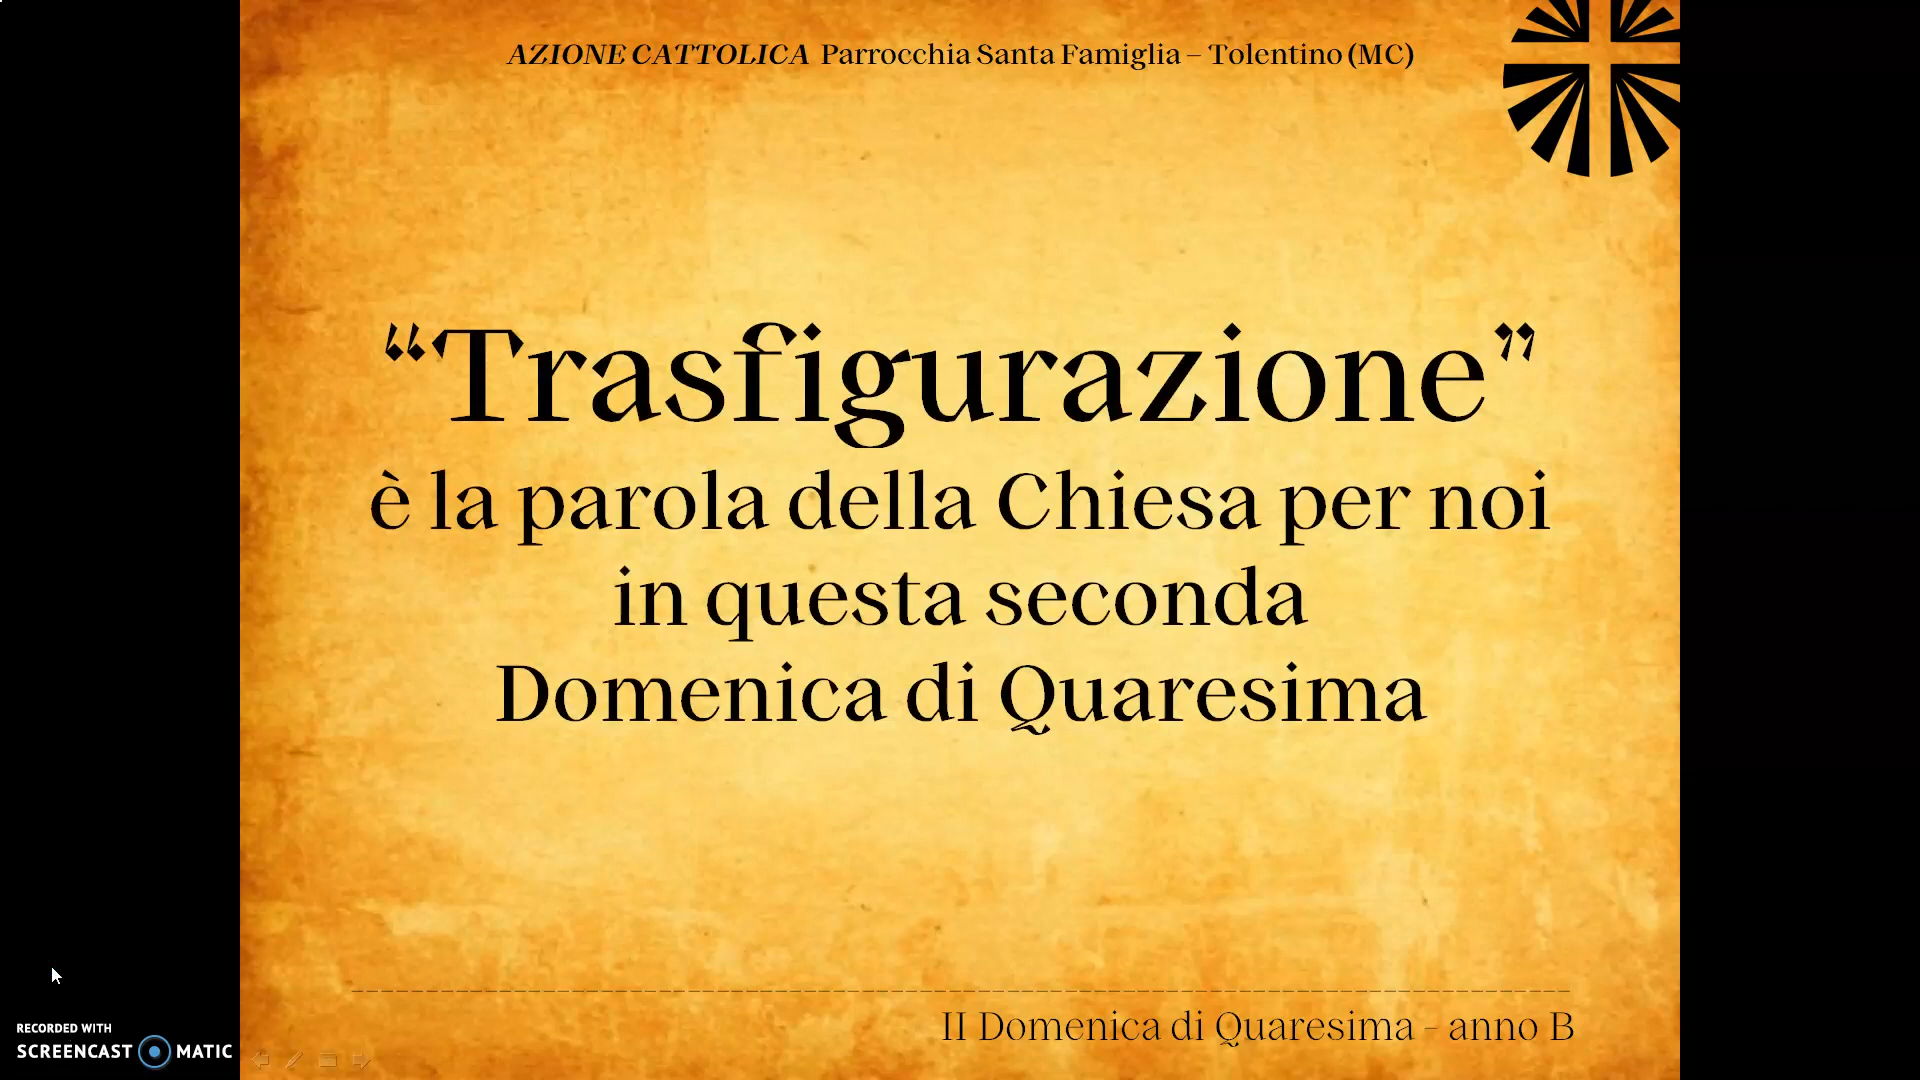 AZIONE CATTOLICA Parrocchia Santa Famiglia – Tolentino (MC)
“Trasfigurazione”
è la parola della Chiesa per noi
in questa seconda
Domenica di Quaresima
II Domenica di Quaresima - anno B
RECORDED WITH
SCREENCAST MATIC